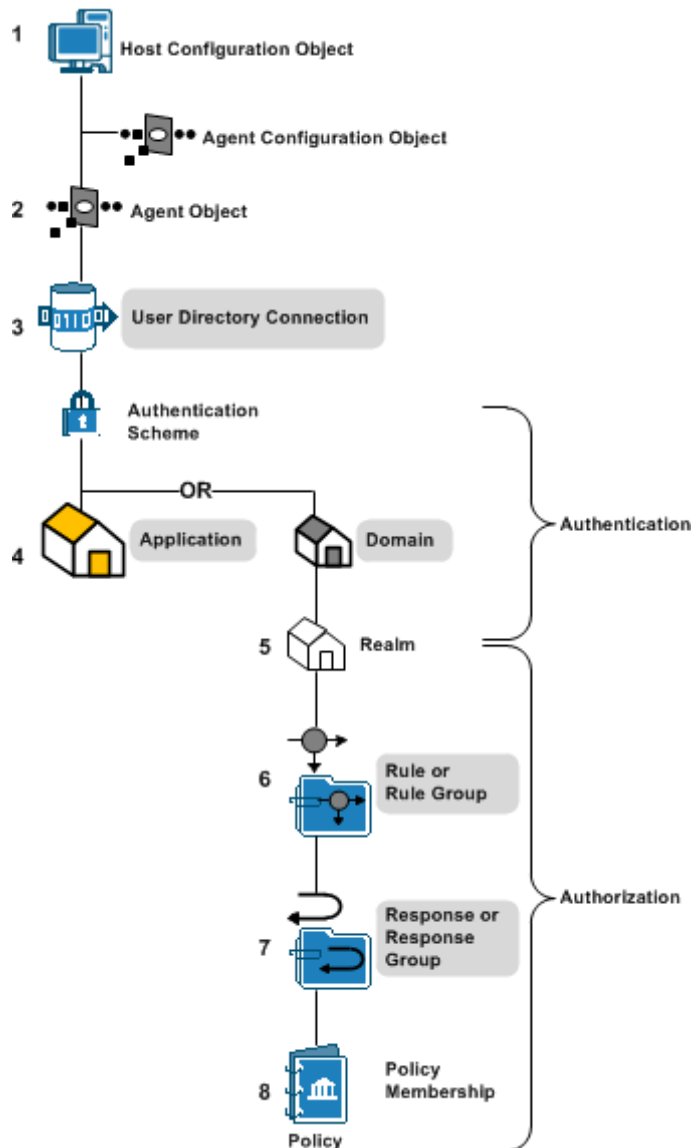 1
Host Configuration Object
Agent Configuration Object
2
Agent Object
3
User Directory Connection
Authentication
Scheme
OR
4
Application
Domain
Authentication
5
Realm
6
Rule or
Rule Group
Authorization
7
Response or
Response
Group
8
Policy
Membership
Policy